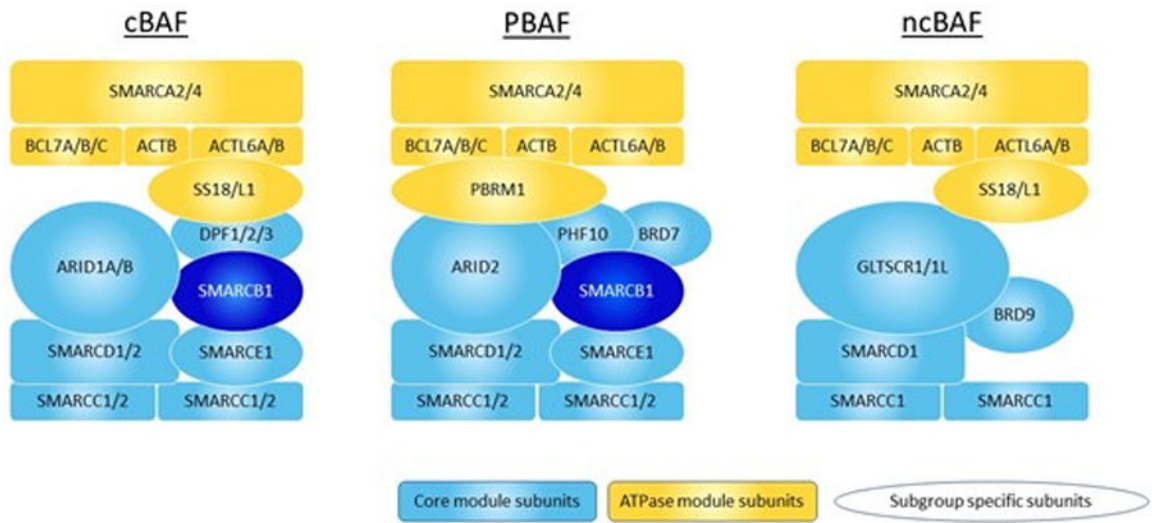 cBAF
SMARCA2/4
BCL7A/B/C ACTB ACTL6A/B
SS18/L1
DPF1/2/3
ARID1A/B
SMARCB1
SMARCD1/2
SMARCE1
SMARCC1/2 SMARCC1/2
PBAF
SMARCA2/4
BCL7A/B/C ACTB ACTL6A/B
PBRM1
PHF10 BRD7
ARID2
SMARCB1
SMARCD1/2
SMARCE1
SMARCC1/2 SMARCC1/2
ncBAF
SMARCA2/4
BCL7A/B/C ACTB ACTL6A/B
SS18/L1
GLTSCR1/1L
BRD9
SMARCD1
SMARCC1 SMARCC1
Core module subunits
ATPase module subunits
Subgroup specific subunits